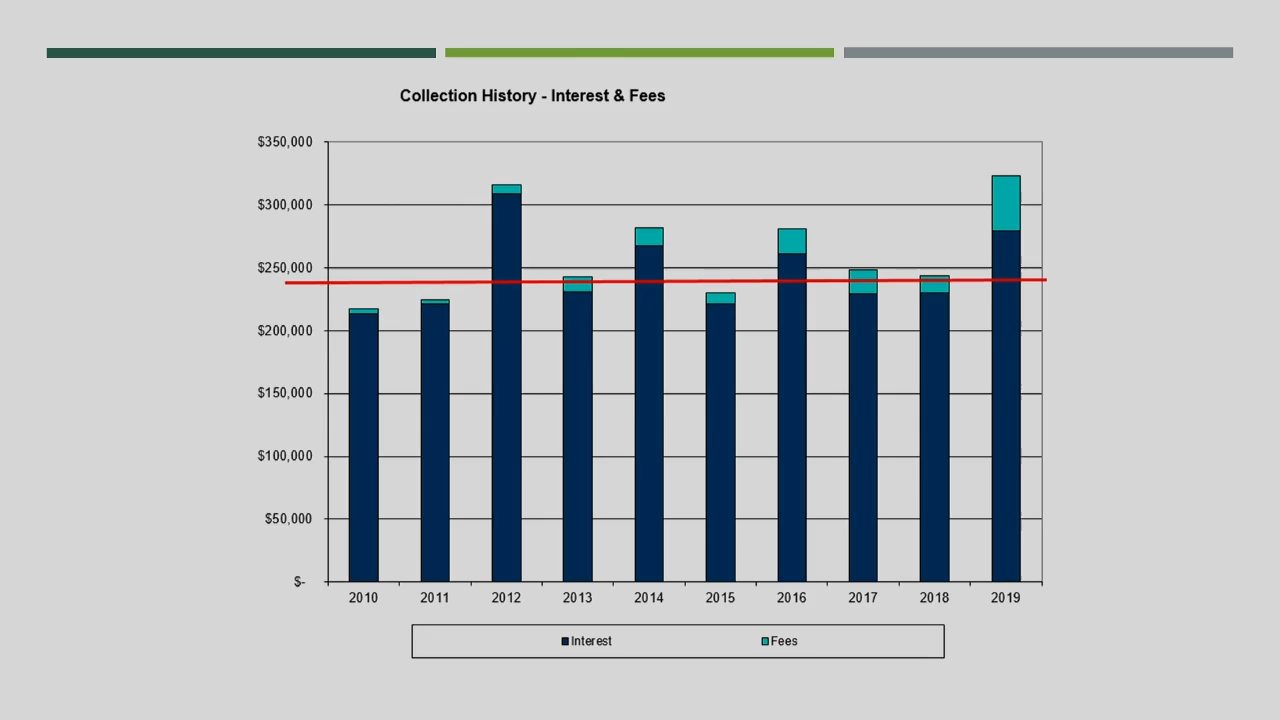 Collection History - Interest & Fees
$350,000
$300,000
$250,000
$200,000
$150,000
$100,000
$50,000
$-
2010 2011 2012 2013 2014 2015 2016 2017 2018 2019
Interest Fees